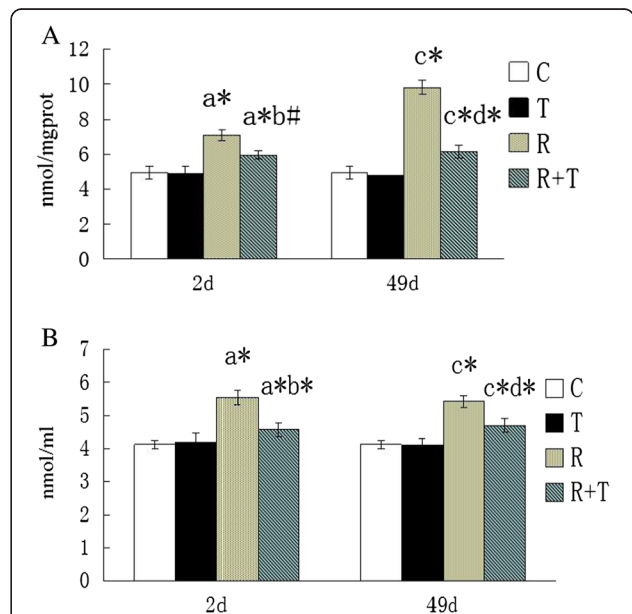 A
12
10
8
6
4
2
0
nmol/mgprot
a*
a*b#
c*
c*d*
2d
49d
C
T
R
R+T
B
7
6
5
4
3
2
1
0
nmol/ml
a*
a*b*
c*
c*d*
2d
49d
C
T
R
R+T